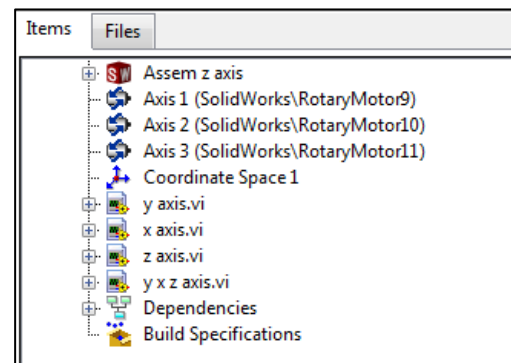 Items Files
Assem z axis
Axis 1 (SolidWorks\RotaryMotor9)
Axis 2 (SolidWorks\RotaryMotor10)
Axis 3 (SolidWorks\RotaryMotor11)
Coordinate Space 1
y axis.vi
x axis.vi
z axis.vi
y x z axis.vi
Dependencies
Build Specifications